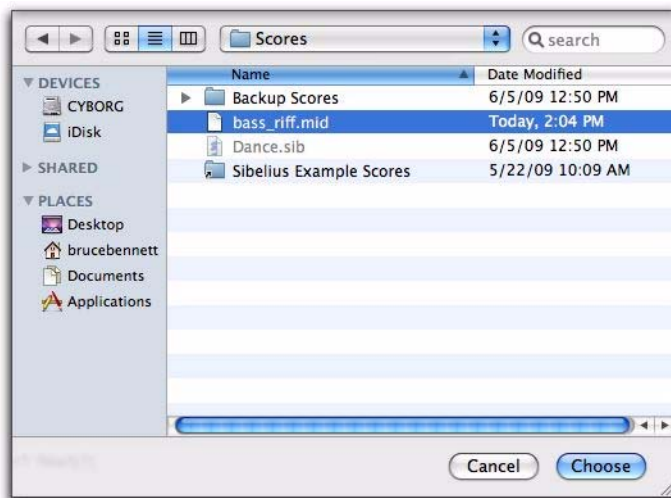 Scores
search
DEVICES
CYBORG
iDisk
SHARED
PLACES
Desktop
brucebennett
Documents
Applications
Name Date Modified
Backup Scores 6/5/09 12:50 PM
bass_riff.mid Today, 2:04 PM
Dance.sib 6/5/09 12:50 PM
Sibelius Example Scores 5/22/09 10:09 AM
Cancel Choose